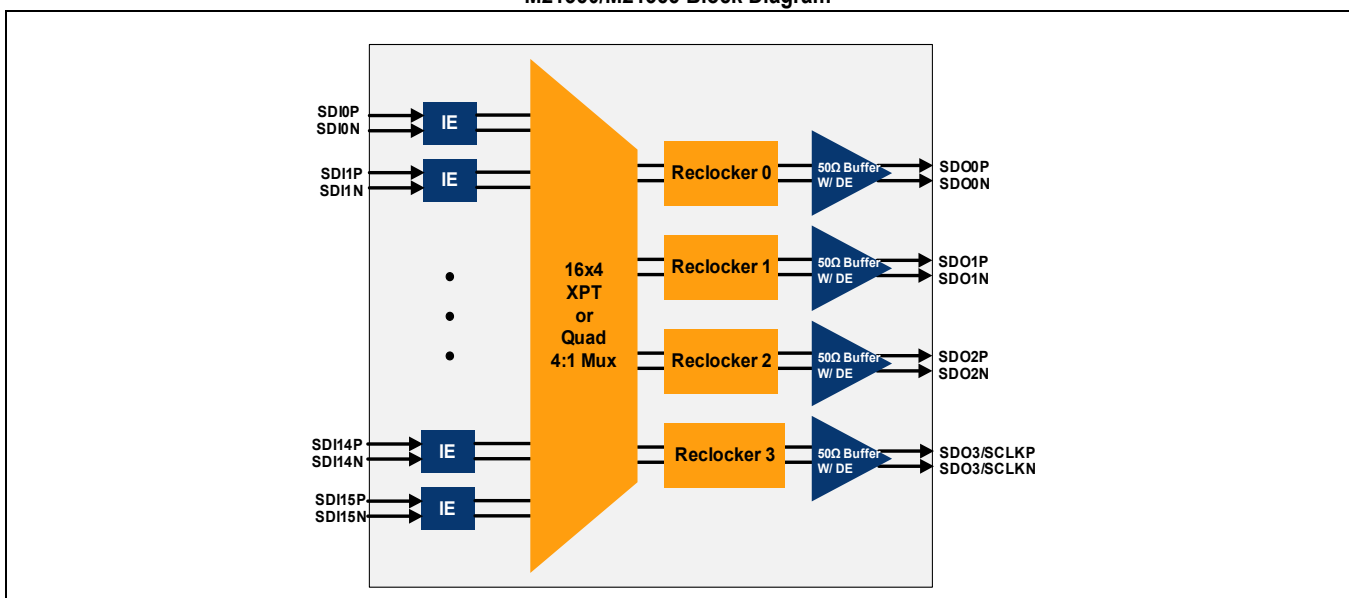 SDI0P
SDI0N
IE
SDI1P
SDI1N
IE
SDI14P
SDI14N
IE
SDI15P
SDI15N
IE
16x4
XPT
or
Quad
4:1 Mux
Reclocker 0
50Ω Buffer
W/ DE
SDO0P
SDO0N
Reclocker 1
50Ω Buffer
W/ DE
SDO1P
SDO1N
Reclocker 2
50Ω Buffer
W/ DE
SDO2P
SDO2N
Reclocker 3
50Ω Buffer
W/ DE
SDO3/SCLKP
SDO3/SCLKN